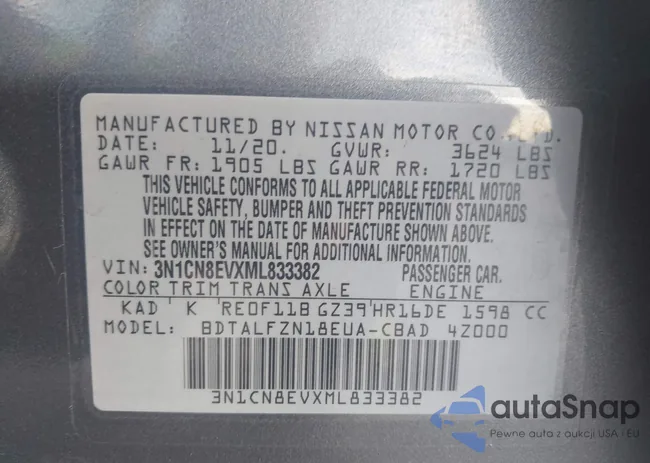 MANUFACTURED BY NISSAN MOTOR CO., LTD.
DATE: 11/20. GVWR: 3624 LBS
GAWR FR: 1905 LBS GAWR RR: 1720 LBS
THIS VEHICLE CONFORMS TO ALL APPLICABLE FEDERAL MOTOR
VEHICLE SAFETY, BUMPER AND THEFT PREVENTION STANDARDS
IN EFFECT ON THE DATE OF MANUFACTURE SHOWN ABOVE.
SEE OWNER'S MANUAL FOR ADDITIONAL INFORMATION.
VIN: 3N1CN8EVXML833382 PASSENGER CAR.
COLOR TRIM TRANS AXLE ENGINE
KAD K RE0F11B GZ39 HR16DE 1598 CC
MODEL: BDTALFZN18EUA-CBAD 4Z000
3N1CN8EVXML833382
autaSnap
Pewne auta z aukcji USA i EU